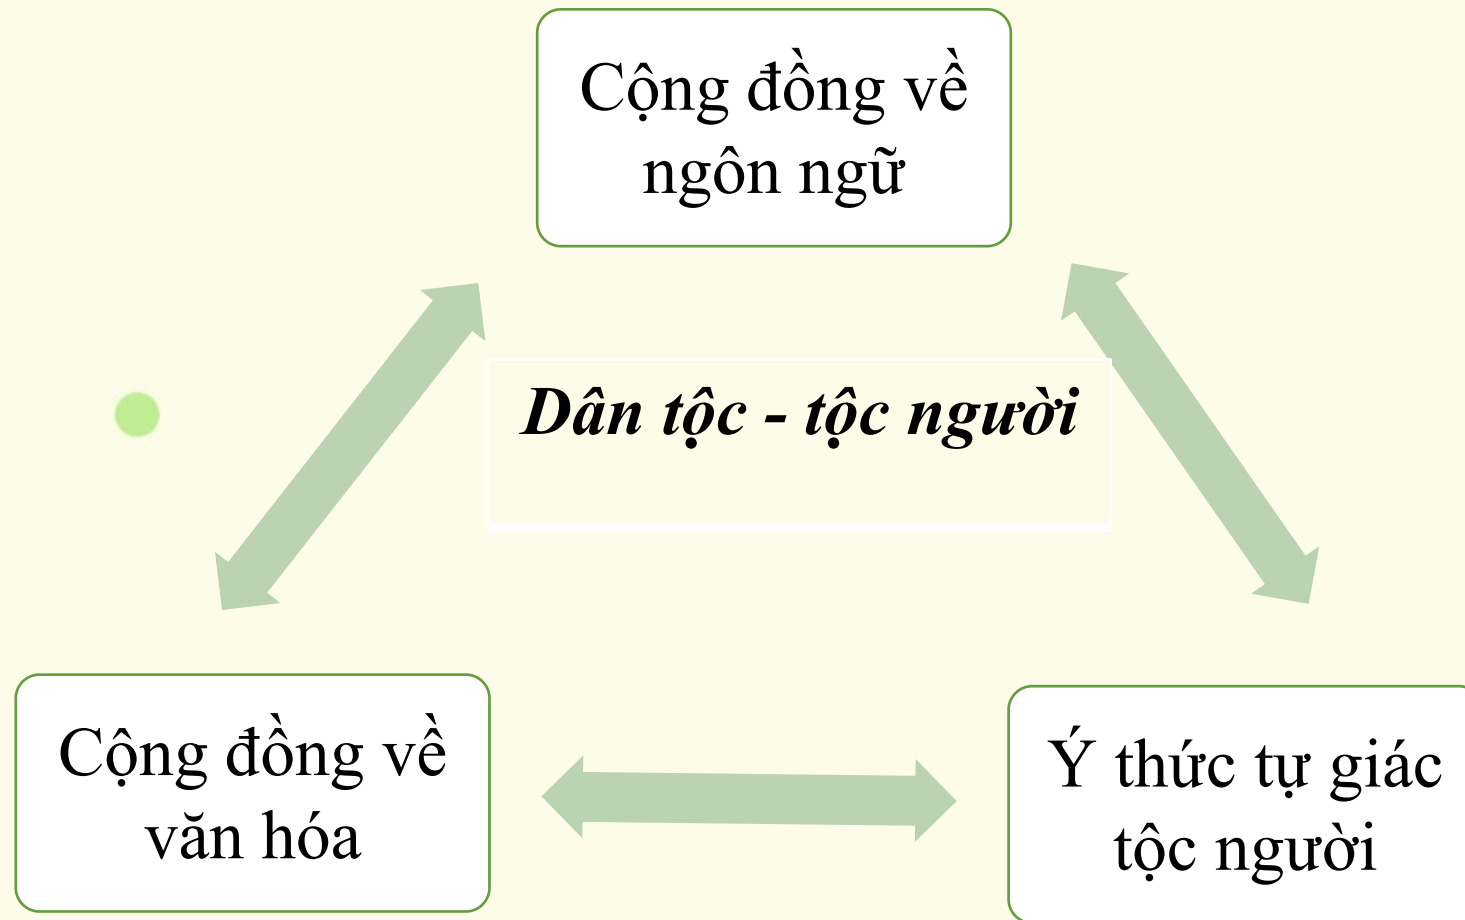 Cộng đồng về
ngôn ngữ
Dân tộc - tộc người
Cộng đồng về
văn hóa
Ý thức tự giác
tộc người